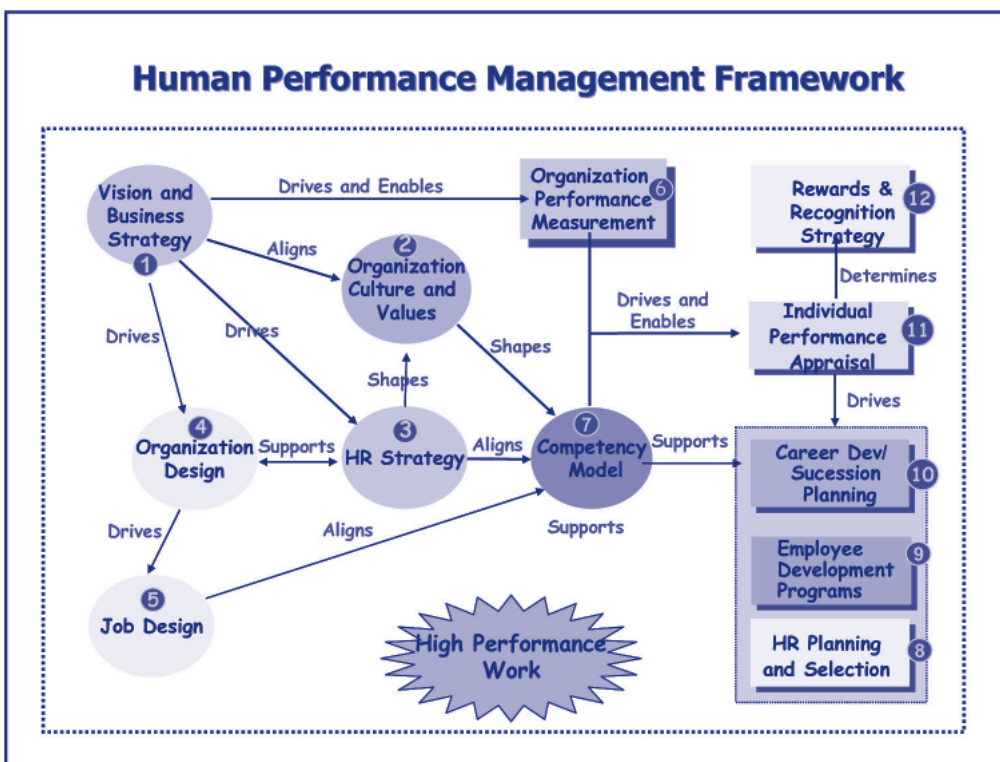 Human Performance Management Framework
Vision and
Business
Strategy
1
Drives and Enables
Organization
Performance
Measurement
6
Rewards &
Recognition
Strategy
12
Aligns
2
Organization
Culture and
Values
Determines
Drives
Drives
Drives and
Enables
Individual
Performance
Appraisal
11
Shapes
Shapes
Drives
4
Organization
Design
Supports
3
HR Strategy
Aligns
7
Competency
Model
Supports
Career Dev/
Sucession
Planning
10
Drives
Aligns
Supports
Employee
Development
Programs
9
5
Job Design
High Performance
Work
HR Planning
and Selection
8